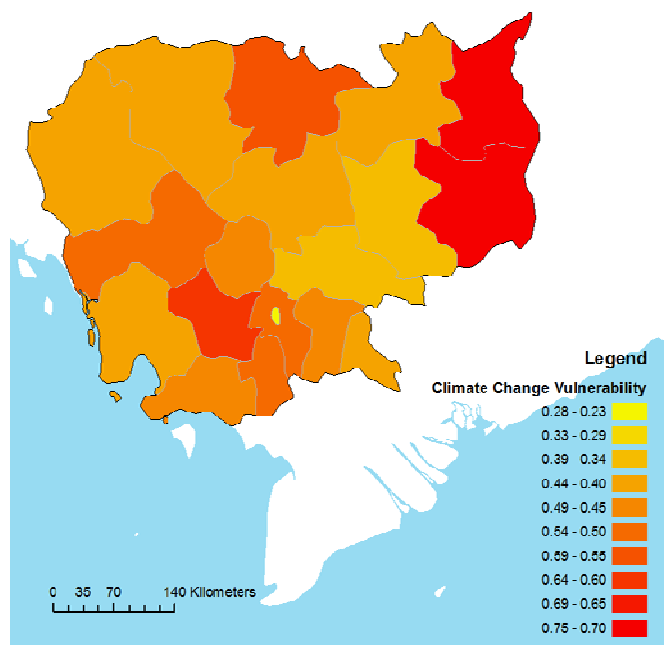 Legend
Climate Change Vulnerability
0.28 - 0.23
0.33 - 0.29
0.39 - 0.34
0.44 - 0.40
0.49 - 0.45
0.54 - 0.50
0.59 - 0.55
0.64 - 0.60
0.69 - 0.65
0.75 - 0.70
0 35 70 140 Kilometers